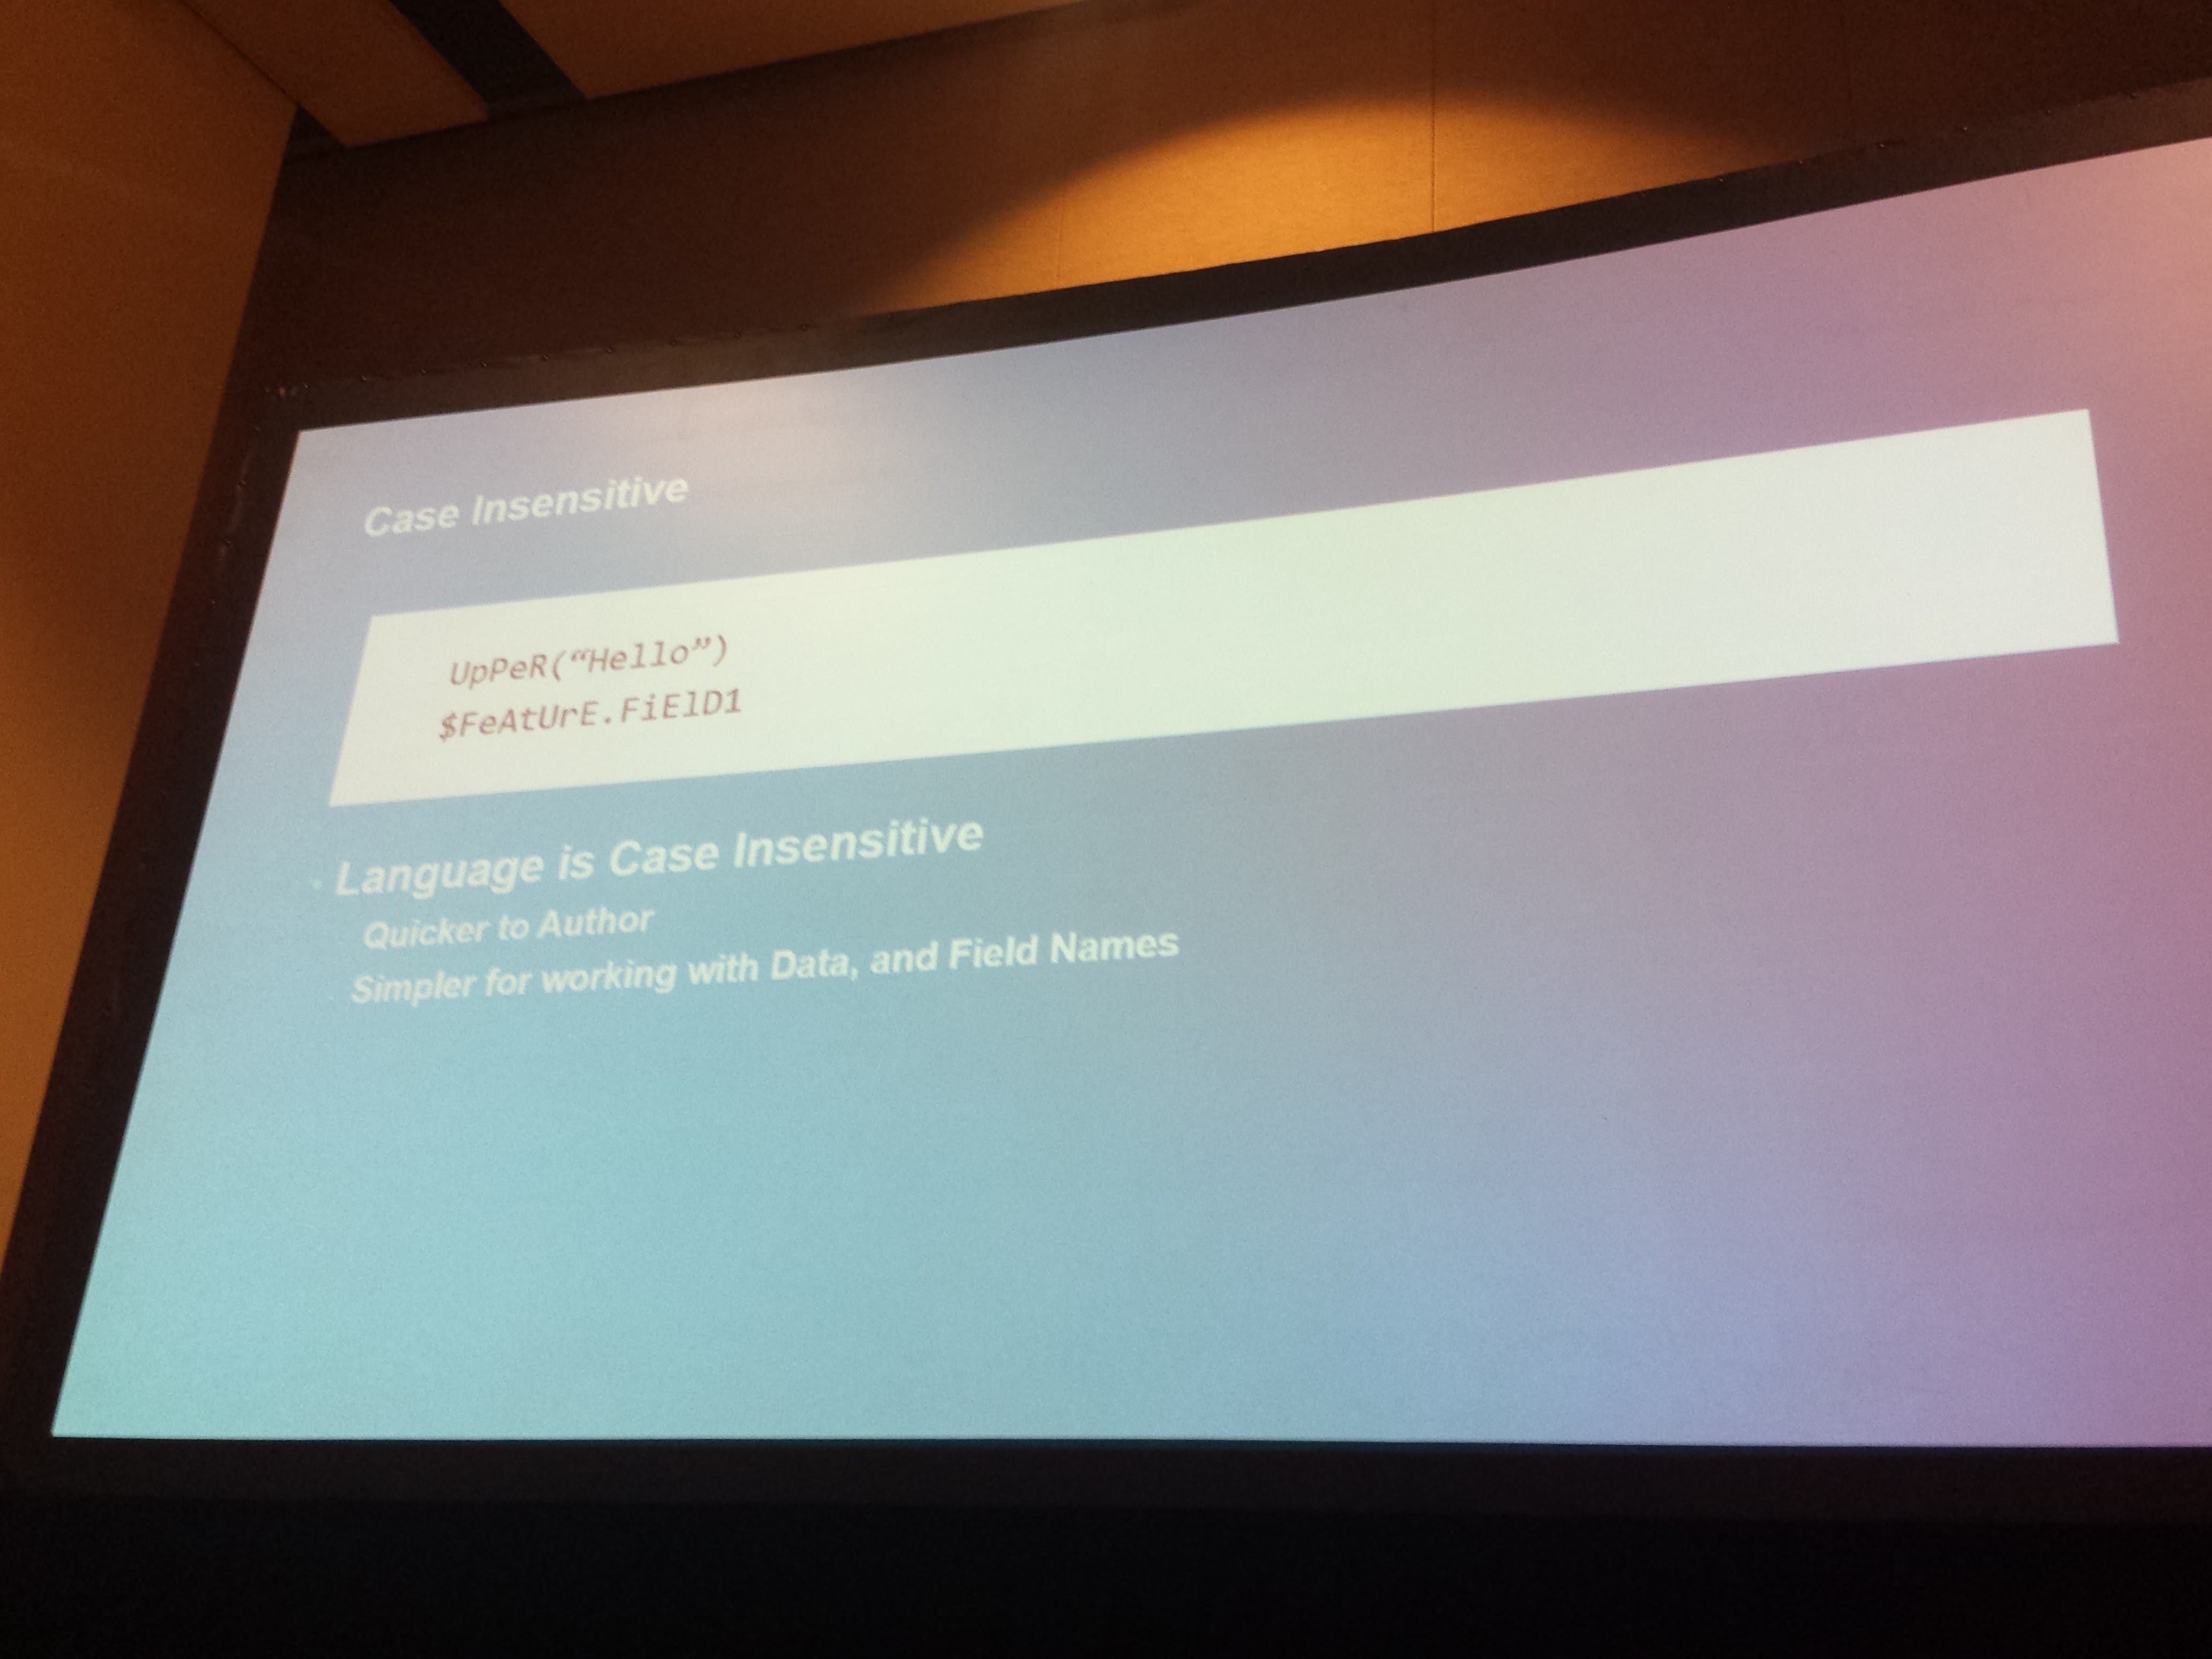 Case Insensitive
UpPeR(“Hello”)
$FeAtUrE.FiElD1
Language is Case Insensitive
Quicker to Author
Simpler for working with Data, and Field Names